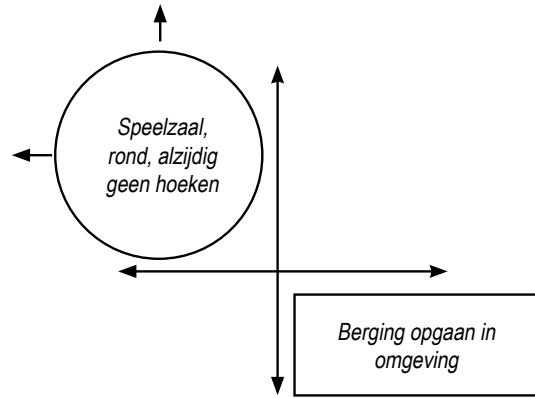 Speelzaal,
rond, alzijdig
geen hoeken
Berging opgaan in
omgeving